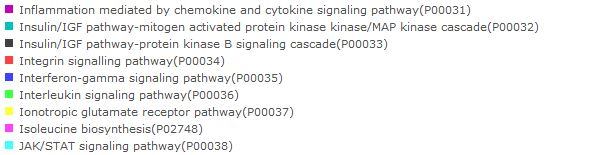 Inflammation mediated by chemokine and cytokine signaling pathway(P00031)
Insulin/IGF pathway-mitogen activated protein kinase kinase/MAP kinase cascade(P00032)
Insulin/IGF pathway-protein kinase B signaling cascade(P00033)
Integrin signalling pathway(P00034)
Interferon-gamma signaling pathway(P00035)
Interleukin signaling pathway(P00036)
Ionotropic glutamate receptor pathway(P00037)
Isoleucine biosynthesis(P02748)
JAK/STAT signaling pathway(P00038)